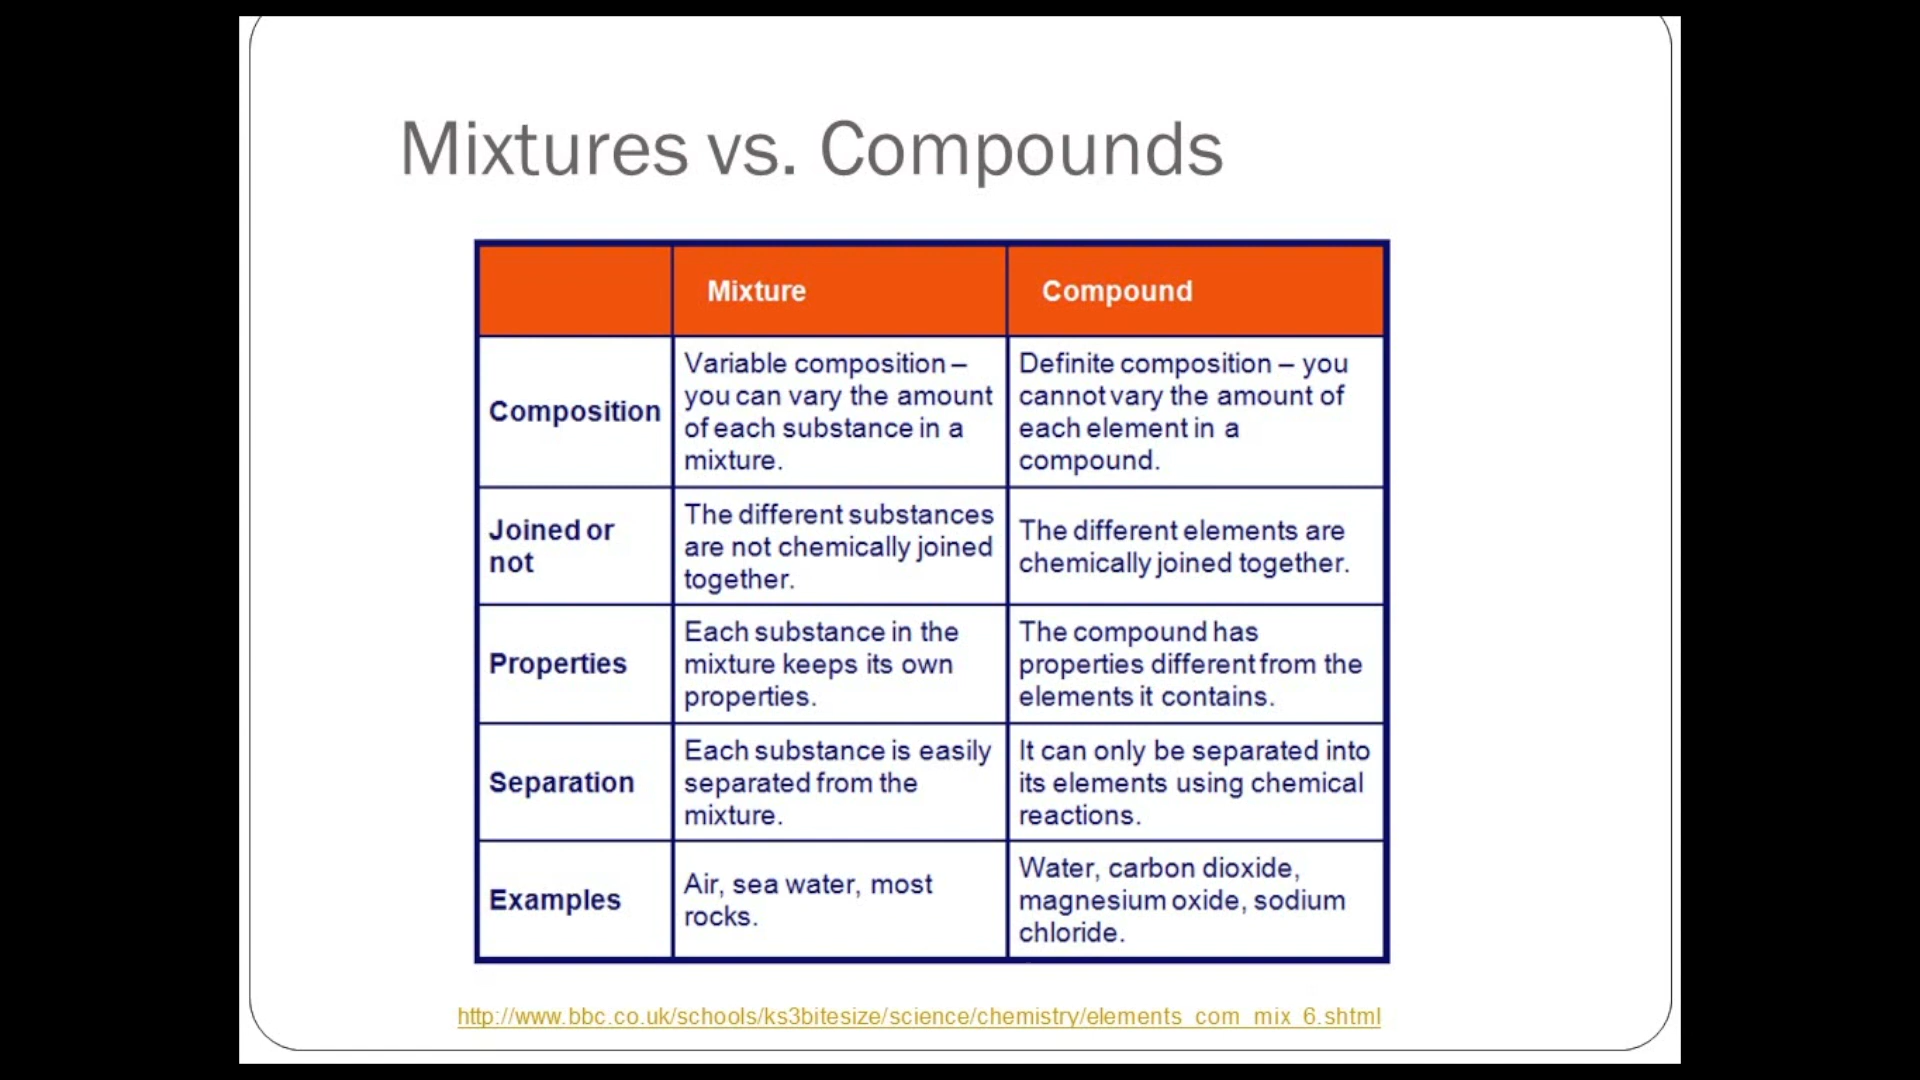 Mixtures vs. Compounds
Mixture
Compound
Composition
Variable composition –
you can vary the amount
of each substance in a
mixture.
Definite composition – you
cannot vary the amount of
each element in a
compound.
Joined or
not
The different substances
are not chemically joined
together.
The different elements are
chemically joined together.
Properties
Each substance in the
mixture keeps its own
properties.
The compound has
properties different from the
elements it contains.
Separation
Each substance is easily
separated from the
mixture.
It can only be separated into
its elements using chemical
reactions.
Examples
Air, sea water, most
rocks.
Water, carbon dioxide,
magnesium oxide, sodium
chloride.
http://www.bbc.co.uk/schools/ks3bitesize/science/chemistry/elements_com_mix_6.shtml